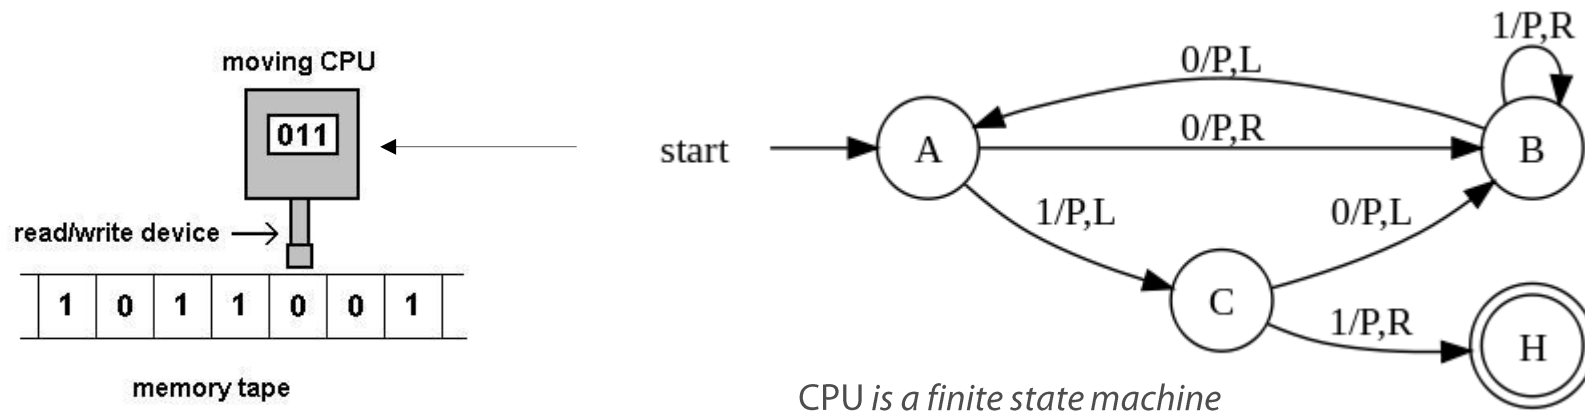 moving CPU
011
read/write device
1 0 1 1 0 0 1
memory tape
start
A
B
C
H
0/P,L
0/P,R
1/P,R
1/P,L
0/P,L
1/P,R
CPU is a finite state machine